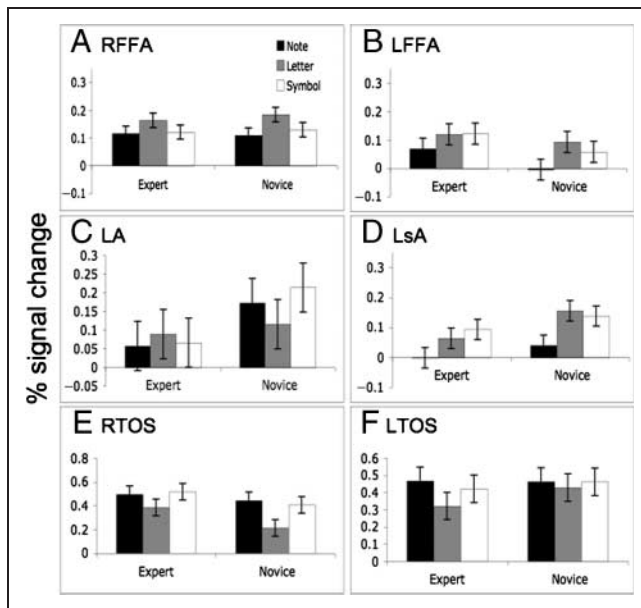 % signal change
A RFFA
Note
Letter
Symbol
0.3
0.2
0.1
0
−0.1
Expert Novice
B LFFA
0.3
0.2
0.1
0
−0.1
Expert Novice
C LA
0.3
0.25
0.2
0.15
0.1
0.05
0
−0.05
Expert Novice
D LsA
0.3
0.2
0.1
0
−0.1
Expert Novice
E RTOS
0.8
0.6
0.4
0.2
0
Expert Novice
F LTOS
0.6
0.5
0.4
0.3
0.2
0.1
0
Expert Novice